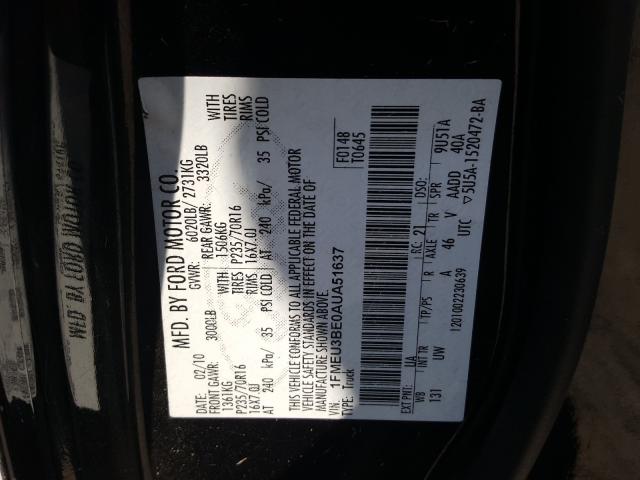 MFD. BY FORD MOTOR CO.
DATE: 02/10 GVWR: 6020LB/ 2731KG
FRONT GAWR: 3000LB REAR GAWR: 3320LB
1361KG 1506KG WITH
P235/70R16 TIRES P235/70R16 TIRES
16X7.0J RIMS 16X7.0J RIMS
AT 240 kPa/ 35 PSI COLD AT 240 kPa/ 35 PSI COLD
THIS VEHICLE CONFORMS TO ALL APPLICABLE FEDERAL MOTOR
VEHICLE SAFETY STANDARDS IN EFFECT ON THE DATE OF
MANUFACTURE SHOWN ABOVE.
VIN: 1FMEU3BE0AUA51637 F0148
TYPE: Truck T0645
EXT PNT: UA RC: 21 DSO:
WB INT TR TP/PS R AXLE TR SPR 9U51A
131 UW A 46 V AADD 40A
1201002230639 UTC ▽5U5A-1520472-BA